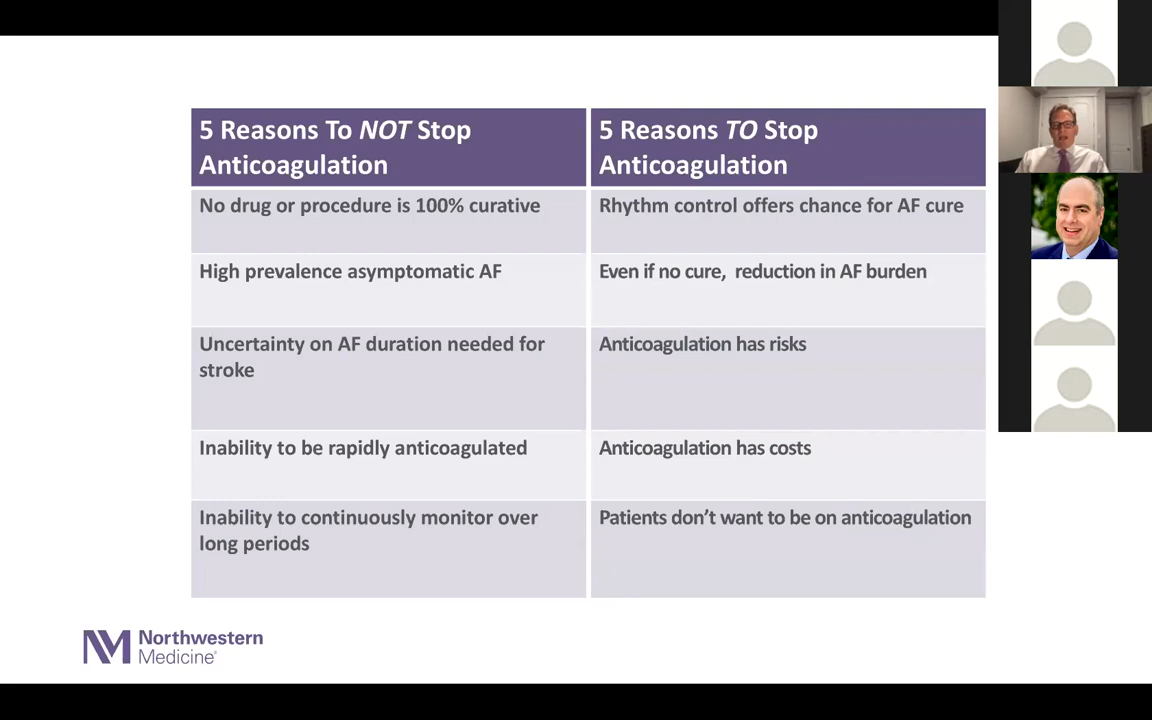 5 Reasons To NOT Stop
Anticoagulation
5 Reasons TO Stop
Anticoagulation
No drug or procedure is 100% curative
Rhythm control offers chance for AF cure
High prevalence asymptomatic AF
Even if no cure, reduction in AF burden
Uncertainty on AF duration needed for
stroke
Anticoagulation has risks
Inability to be rapidly anticoagulated
Anticoagulation has costs
Inability to continuously monitor over
long periods
Patients don’t want to be on anticoagulation
NM Northwestern
Medicine®